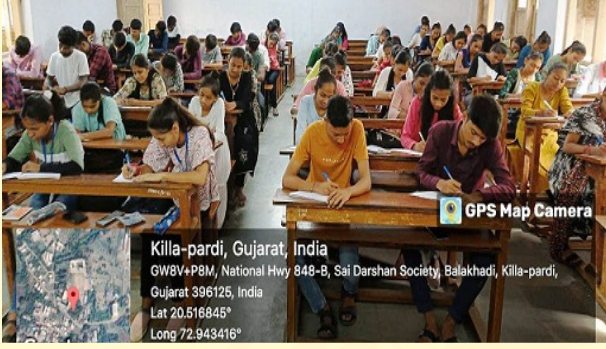 GPS Map Camera
Killa-pardi, Gujarat, India
GW8V+P8M, National Hwy 848-B, Sai Darshan Society, Balakhadi, Killa-pardi,
Gujarat 396125, India
Lat 20.516845°
Long 72.943416°